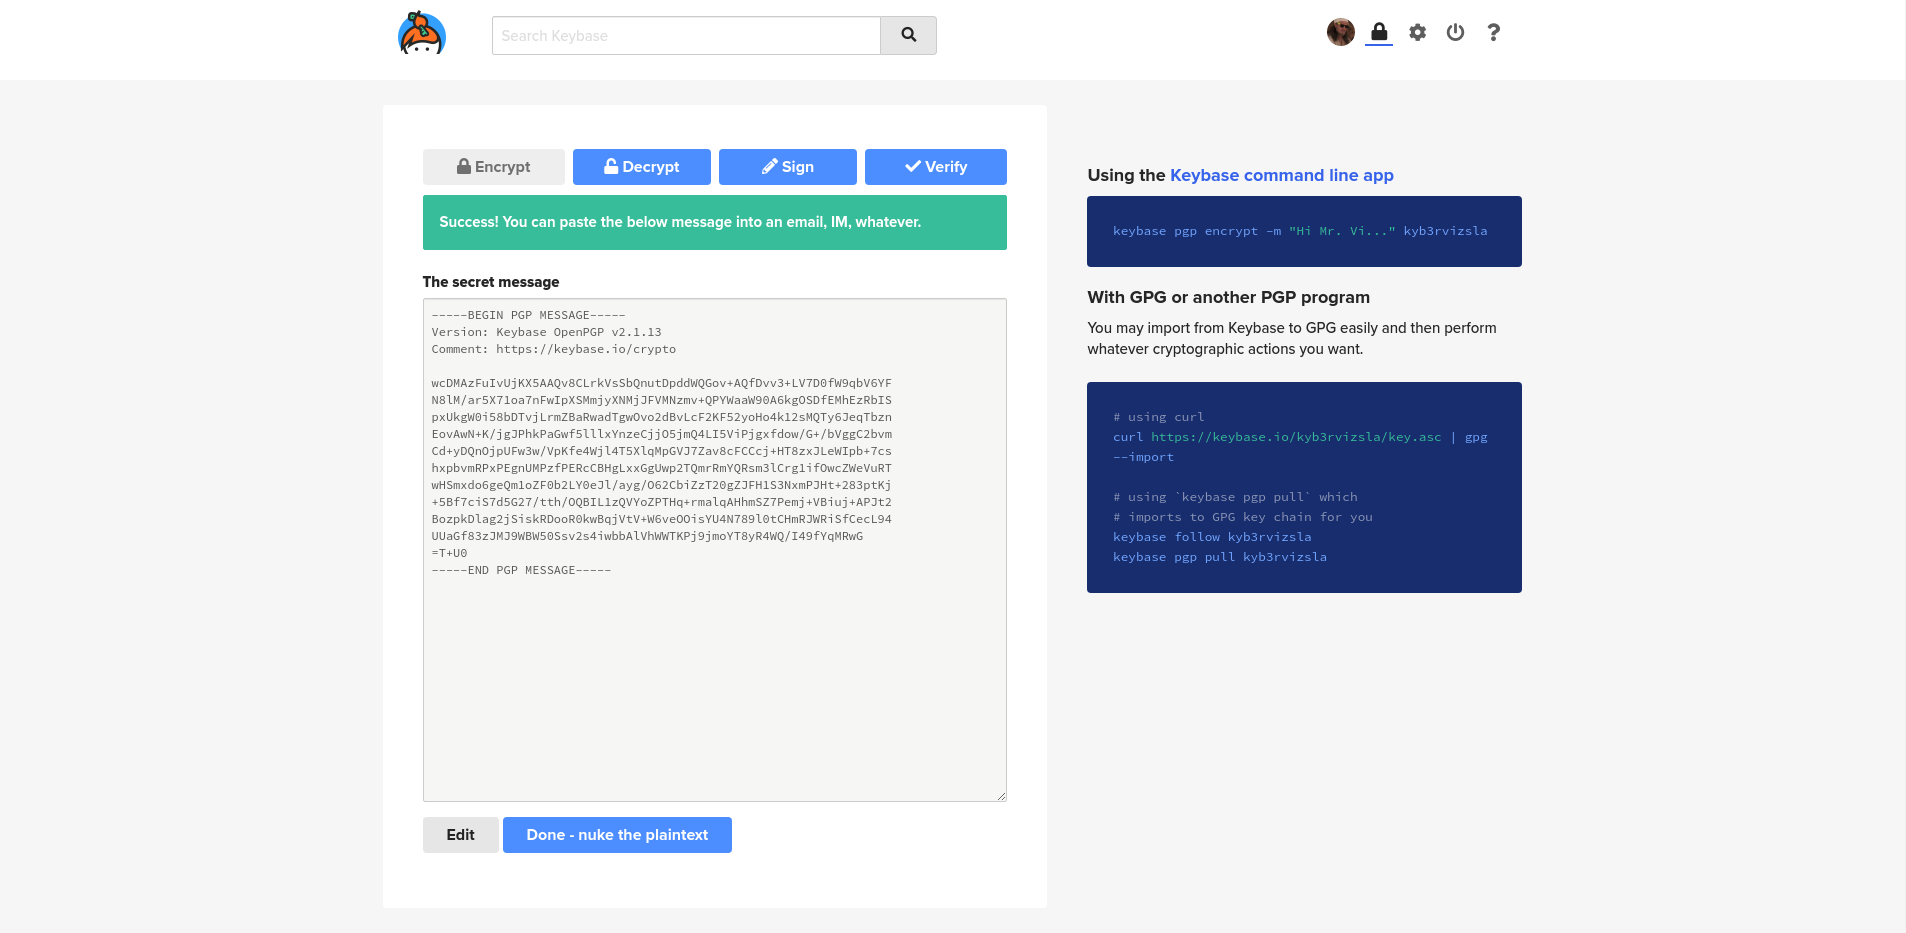 Search Keybase
Encrypt
Decrypt
Sign
Verify
Success! You can paste the below message into an email, IM, whatever.
The secret message
-----BEGIN PGP MESSAGE-----
Version: Keybase OpenPGP v2.1.13
Comment: https://keybase.io/crypto
wcDMAzFuIvUjKX5AAQv8CLrkVsSbQnutDpddWQGov+AQfDvv3+LV7D0fW9qbV6YF
N8lM/ar5X71oa7nFwIpXSMmjyXNMjJFVMNzmv+QPYWaaW90A6kgOSDfEMhEzRbIS
pxUkgW0i58bDTvjLrmZBaRwadTgwOvo2dBvLcF2KF52yoHo4k12sMQTy6JeqTbzn
EovAwN+K/jgJPhkPaGwf5lllxYnzeCjjO5jmQ4LI5ViPjgxfdow/G+/bVggC2bvm
Cd+yDQnOjpUFw3w/VpKfe4Wjl4T5XlqMpGVJ7Zav8cFCCcj+HT8zxJLeWIpb+7cs
hxpbvmRPxPEgnUMPzfPERcCBHgLxxGgUwp2TQmrRmYQRsm3lCrg1ifOwcZWeVuRT
wHSmxdo6geQm1oZF0b2LY0eJl/ayg/O62CbiZzT20gZJFH1S3NxmPJHt+283ptKj
+5Bf7ciS7d5G27/tth/OQBIL1zQVYoZPTHq+rmalqAHhmSZ7Pemj+VBiuj+APJt2
BozpkDlag2jSiskRDooR0kwBqjVtV+W6veOOisYU4N789l0tCHmRJWRiSfCecL94
UUaGf83zJMJ9WBW50Ssv2s4iwbbAlVhWWTKPj9jmoYT8yR4WQ/I49fYqMRwG
=T+U0
-----END PGP MESSAGE-----
Edit
Done - nuke the plaintext
Using the Keybase command line app
keybase pgp encrypt -m "Hi Mr. Vi..." kyb3rvizsla
With GPG or another PGP program
You may import from Keybase to GPG easily and then perform
whatever cryptographic actions you want.
# using curl
curl https://keybase.io/kyb3rvizsla/key.asc | gpg
--import
# using `keybase pgp pull` which
# imports to GPG key chain for you
keybase follow kyb3rvizsla
keybase pgp pull kyb3rvizsla